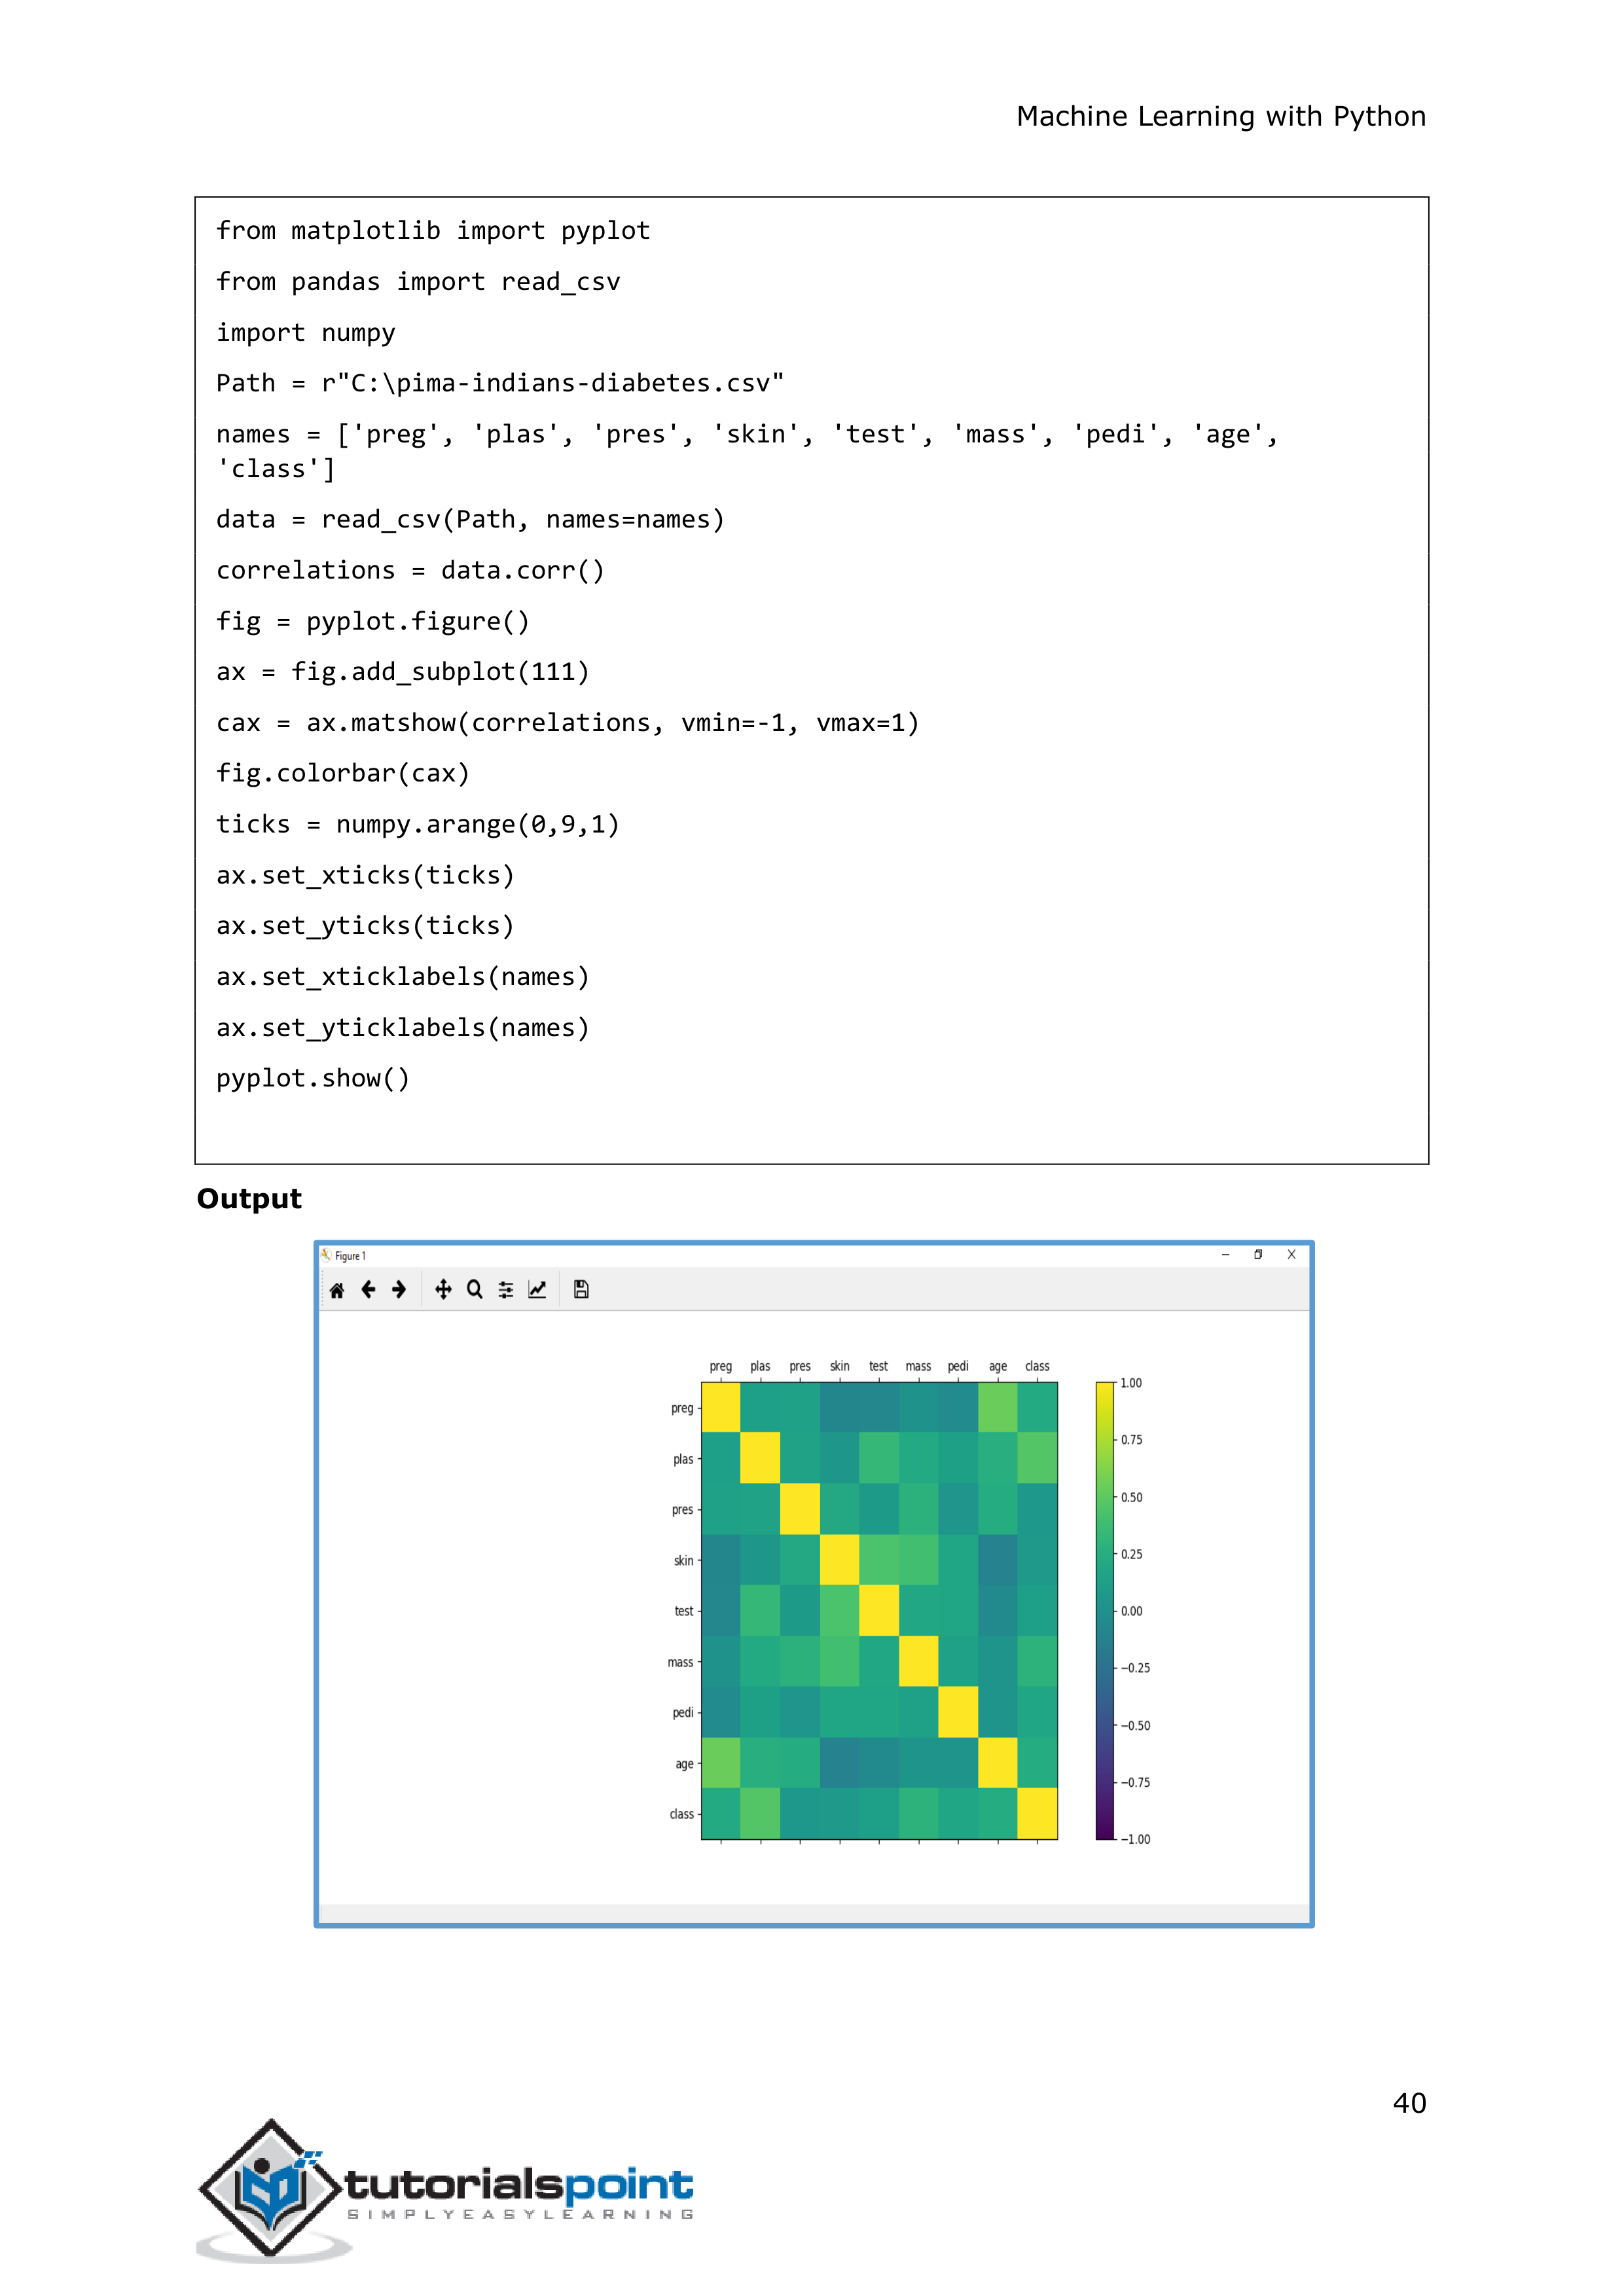 Machine Learning with Python
from matplotlib import pyplot
from pandas import read_csv
import numpy
Path = r"C:\pima-indians-diabetes.csv"
names = ['preg', 'plas', 'pres', 'skin', 'test', 'mass', 'pedi', 'age',
'class']
data = read_csv(Path, names=names)
correlations = data.corr()
fig = pyplot.figure()
ax = fig.add_subplot(111)
cax = ax.matshow(correlations, vmin=-1, vmax=1)
fig.colorbar(cax)
ticks = numpy.arange(0,9,1)
ax.set_xticks(ticks)
ax.set_yticks(ticks)
ax.set_xticklabels(names)
ax.set_yticklabels(names)
pyplot.show()
Output
Figure 1
preg plas pres skin test mass pedi age class
preg
plas
pres
skin
test
mass
pedi
age
class
1.00
0.75
0.50
0.25
0.00
−0.25
−0.50
−0.75
−1.00
40
tutorialspoint
SIMPLYEASYLEARNING